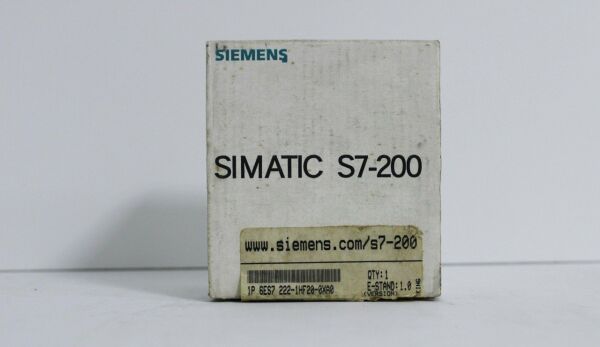 SIEMENS
SIMATIC S7-200
www.siemens.com/s7-200
1P 6ES7 222-1HF20-0XA0
QTY: 1
E-STAND: 1.0
(VERSION)